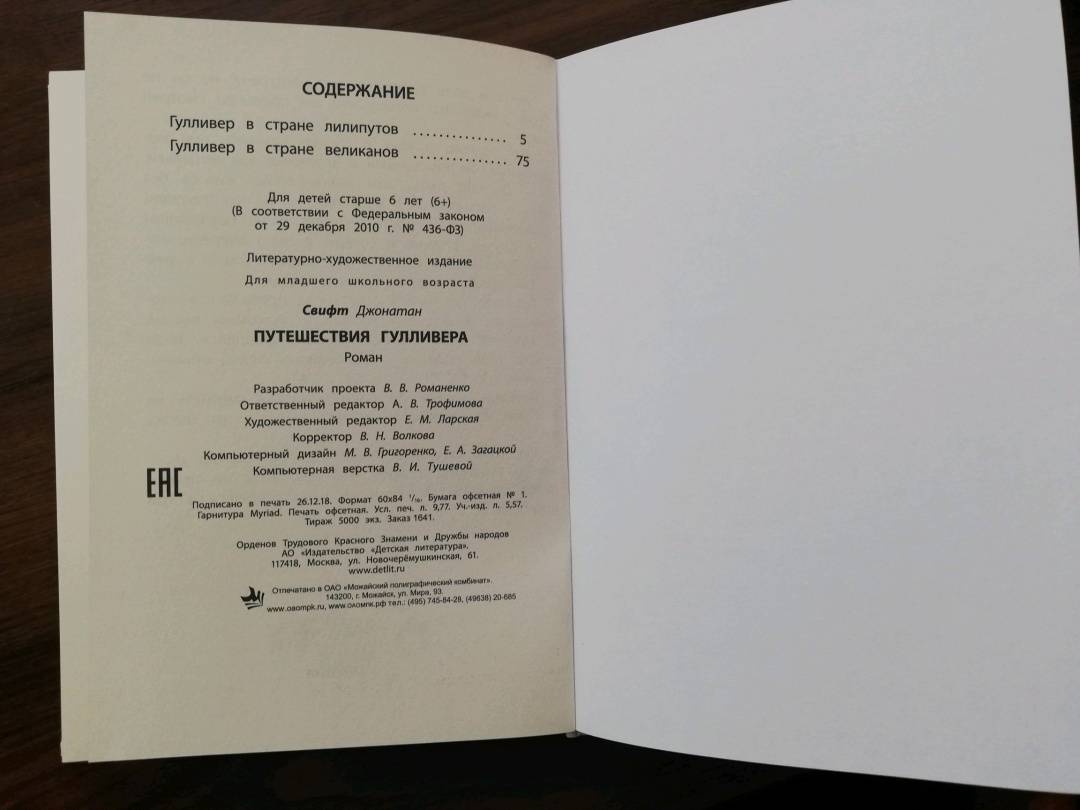 СОДЕРЖАНИЕ
Гулливер в стране лилипутов ............... 5
Гулливер в стране великанов ............... 75
Для детей старше 6 лет (6+)
(В соответствии с Федеральным законом
от 29 декабря 2010 г. № 436-ФЗ)
Литературно-художественное издание
Для младшего школьного возраста
Свифт Джонатан
ПУТЕШЕСТВИЯ ГУЛЛИВЕРА
Роман
Разработчик проекта В. В. Романенко
Ответственный редактор А. В. Трофимова
Художественный редактор Е. М. Ларская
Корректор В. Н. Волкова
Компьютерный дизайн М. В. Григоренко, Е. А. Загацкой
Компьютерная верстка В. И. Тушевой
ЕАС
Подписано в печать 26.12.18. Формат 60х84 1/16. Бумага офсетная № 1.
Гарнитура Myriad. Печать офсетная. Усл. печ. л. 9,77. Уч.-изд. л. 5,57.
Тираж 5000 экз. Заказ 1641.
Орденов Трудового Красного Знамени и Дружбы народов
АО «Издательство «Детская литература».
117418, Москва, ул. Новочерёмушкинская, 61.
www.detlit.ru
Отпечатано в ОАО «Можайский полиграфический комбинат».
143200, г. Можайск, ул. Мира, 93.
www.oaompk.ru, www.ОАОМПК.рф тел.: (495) 745-84-28, (49638) 20-685